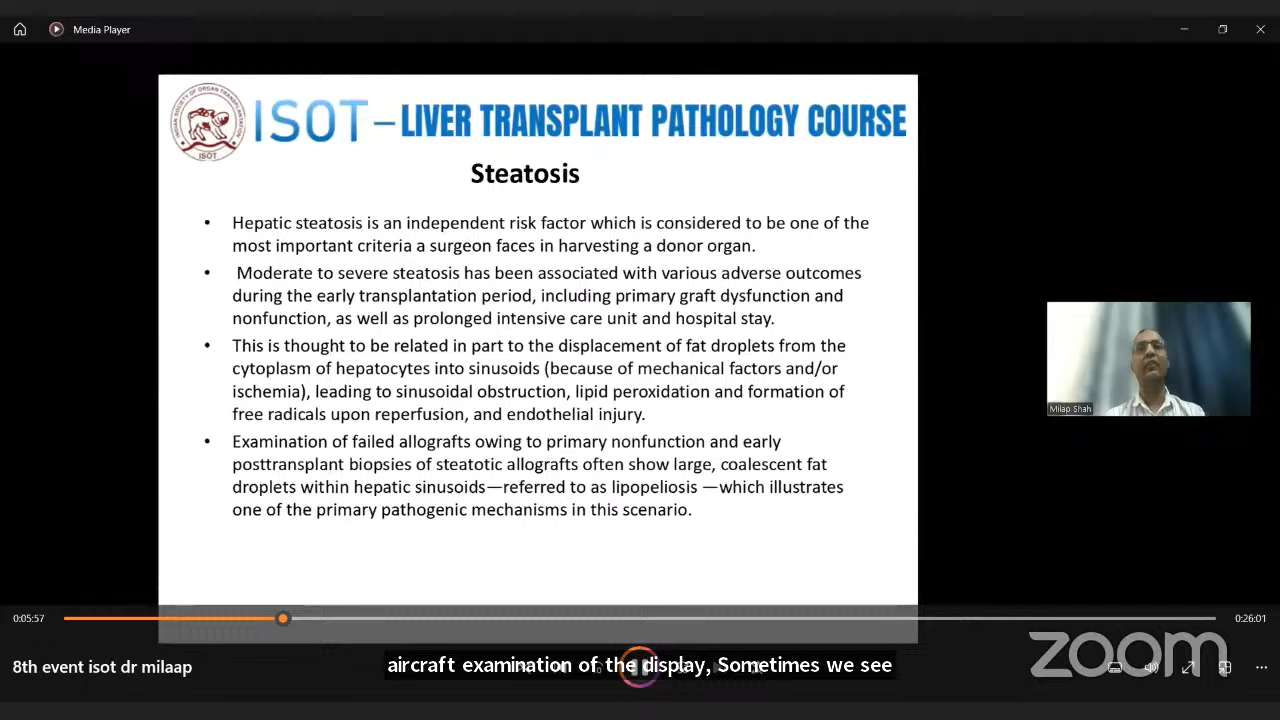 Media Player
INDIAN SOCIETY OF ORGAN TRANSPLANTATION
ISOT
ISOT – LIVER TRANSPLANT PATHOLOGY COURSE
Steatosis
• Hepatic steatosis is an independent risk factor which is considered to be one of the
most important criteria a surgeon faces in harvesting a donor organ.
• Moderate to severe steatosis has been associated with various adverse outcomes
during the early transplantation period, including primary graft dysfunction and
nonfunction, as well as prolonged intensive care unit and hospital stay.
• This is thought to be related in part to the displacement of fat droplets from the
cytoplasm of hepatocytes into sinusoids (because of mechanical factors and/or
ischemia), leading to sinusoidal obstruction, lipid peroxidation and formation of
free radicals upon reperfusion, and endothelial injury.
• Examination of failed allografts owing to primary nonfunction and early
posttransplant biopsies of steatotic allografts often show large, coalescent fat
droplets within hepatic sinusoids—referred to as lipopeliosis —which illustrates
one of the primary pathogenic mechanisms in this scenario.
Milap Shah
0:05:57
0:26:01
8th event isot dr milaap
aircraft examination of the display, Sometimes we see
zoom